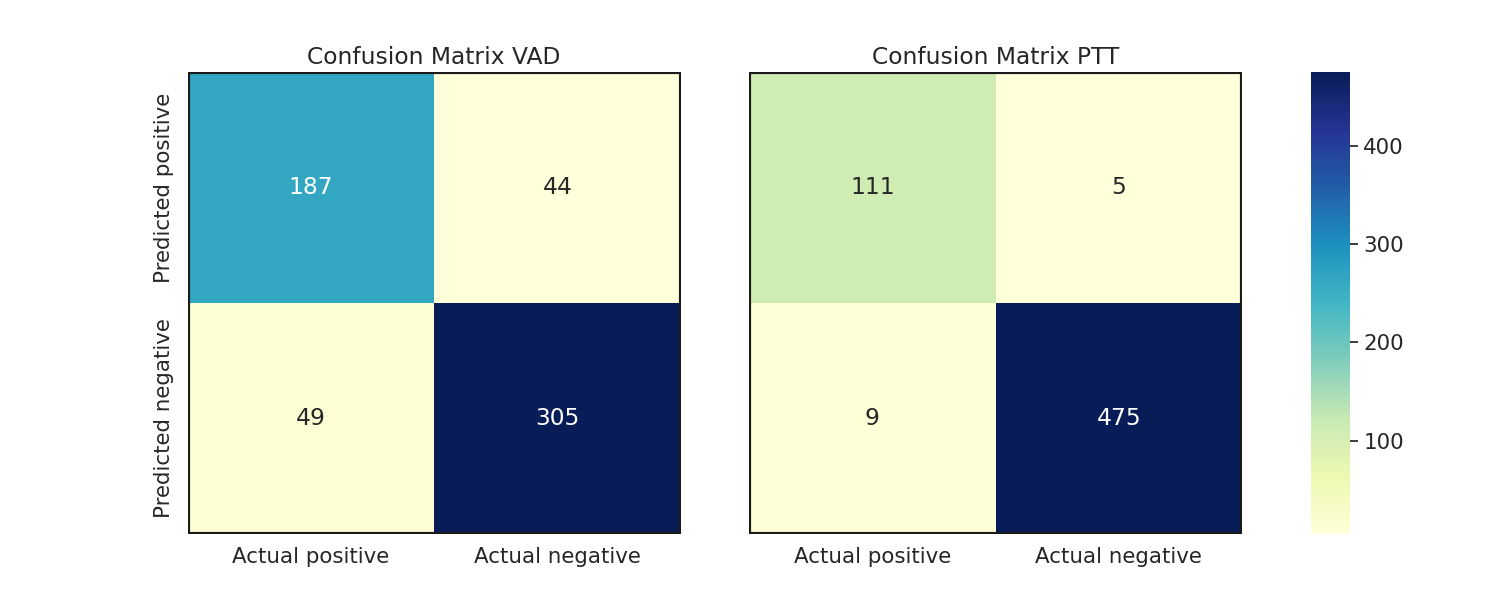 Confusion Matrix VAD
Predicted positive
Predicted negative
187
44
49
305
Actual positive
Actual negative
Confusion Matrix PTT
111
5
9
475
Actual positive
Actual negative
400
300
200
100